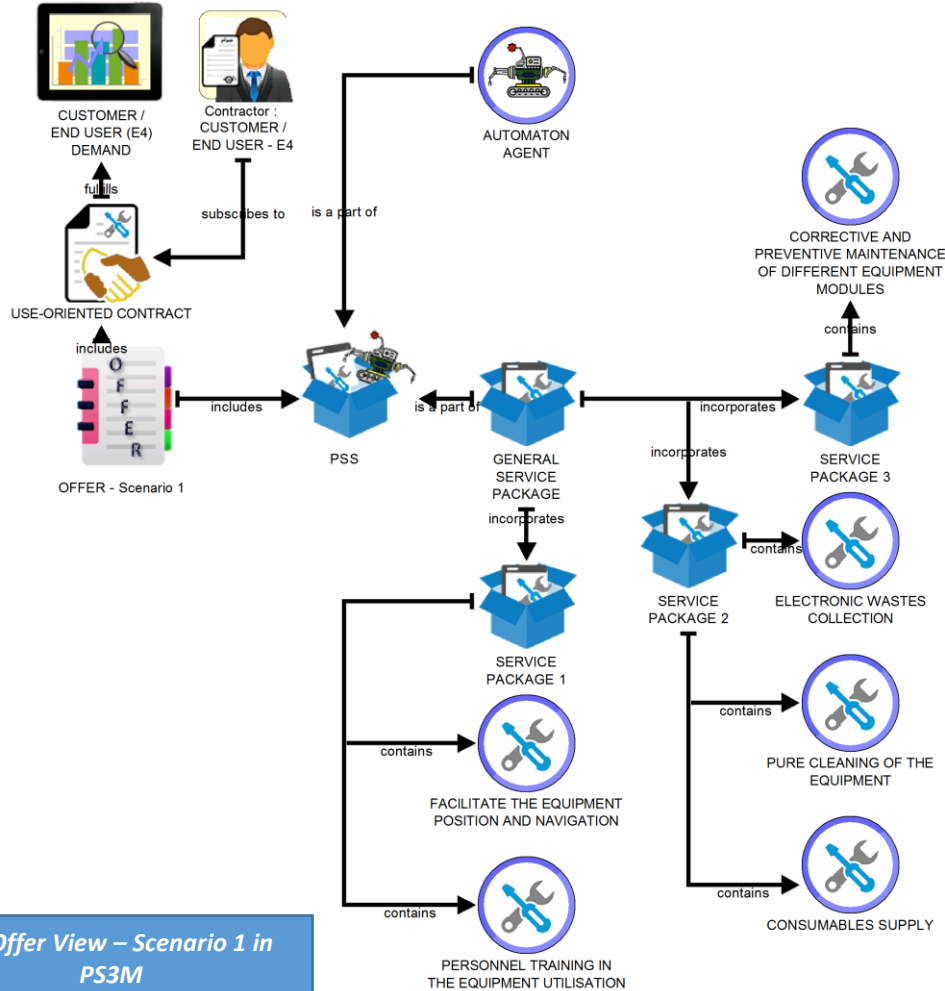 CUSTOMER /
END USER (E4)
DEMAND
Contractor :
CUSTOMER /
END USER - E4
AUTOMATON
AGENT
fulfills
subscribes to
is a part of
CORRECTIVE AND
PREVENTIVE MAINTENANCE
OF DIFFERENT EQUIPMENT
MODULES
USE-ORIENTED CONTRACT
includes
contains
O
F
F
E
R
includes
is a part of
incorporates
OFFER - Scenario 1
PSS
GENERAL
SERVICE
PACKAGE
incorporates
SERVICE
PACKAGE 3
incorporates
contains
SERVICE
PACKAGE 2
ELECTRONIC WASTES
COLLECTION
SERVICE
PACKAGE 1
contains
contains
PURE CLEANING OF THE
EQUIPMENT
FACILITATE THE EQUIPMENT
POSITION AND NAVIGATION
contains
contains
CONSUMABLES SUPPLY
PERSONNEL TRAINING IN
THE EQUIPMENT UTILISATION
Offer View – Scenario 1 in
PS3M